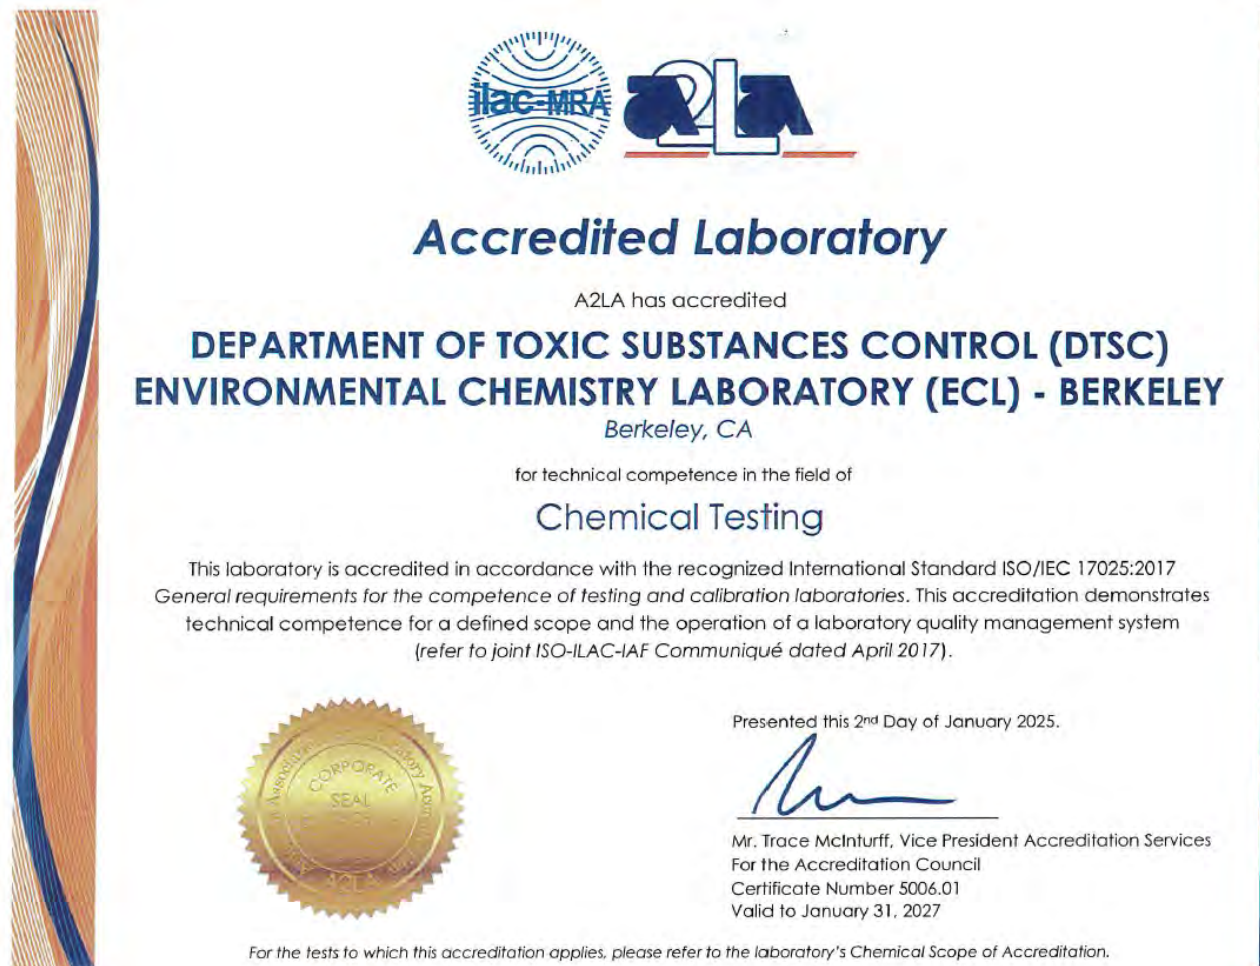 ilac-MRA
A2LA
Accredited Laboratory
A2LA has accredited
DEPARTMENT OF TOXIC SUBSTANCES CONTROL (DTSC)
ENVIRONMENTAL CHEMISTRY LABORATORY (ECL) - BERKELEY
Berkeley, CA
for technical competence in the field of
Chemical Testing
This laboratory is accredited in accordance with the recognized International Standard ISO/IEC 17025:2017
General requirements for the competence of testing and calibration laboratories. This accreditation demonstrates
technical competence for a defined scope and the operation of a laboratory quality management system
(refer to joint ISO-ILAC-IAF Communiqué dated April 2017).
CORPORATE
SEAL
A2LA
Presented this 2nd Day of January 2025.
Mr. Trace McInturff, Vice President Accreditation Services
For the Accreditation Council
Certificate Number 5006.01
Valid to January 31, 2027
For the tests to which this accreditation applies, please refer to the laboratory's Chemical Scope of Accreditation.